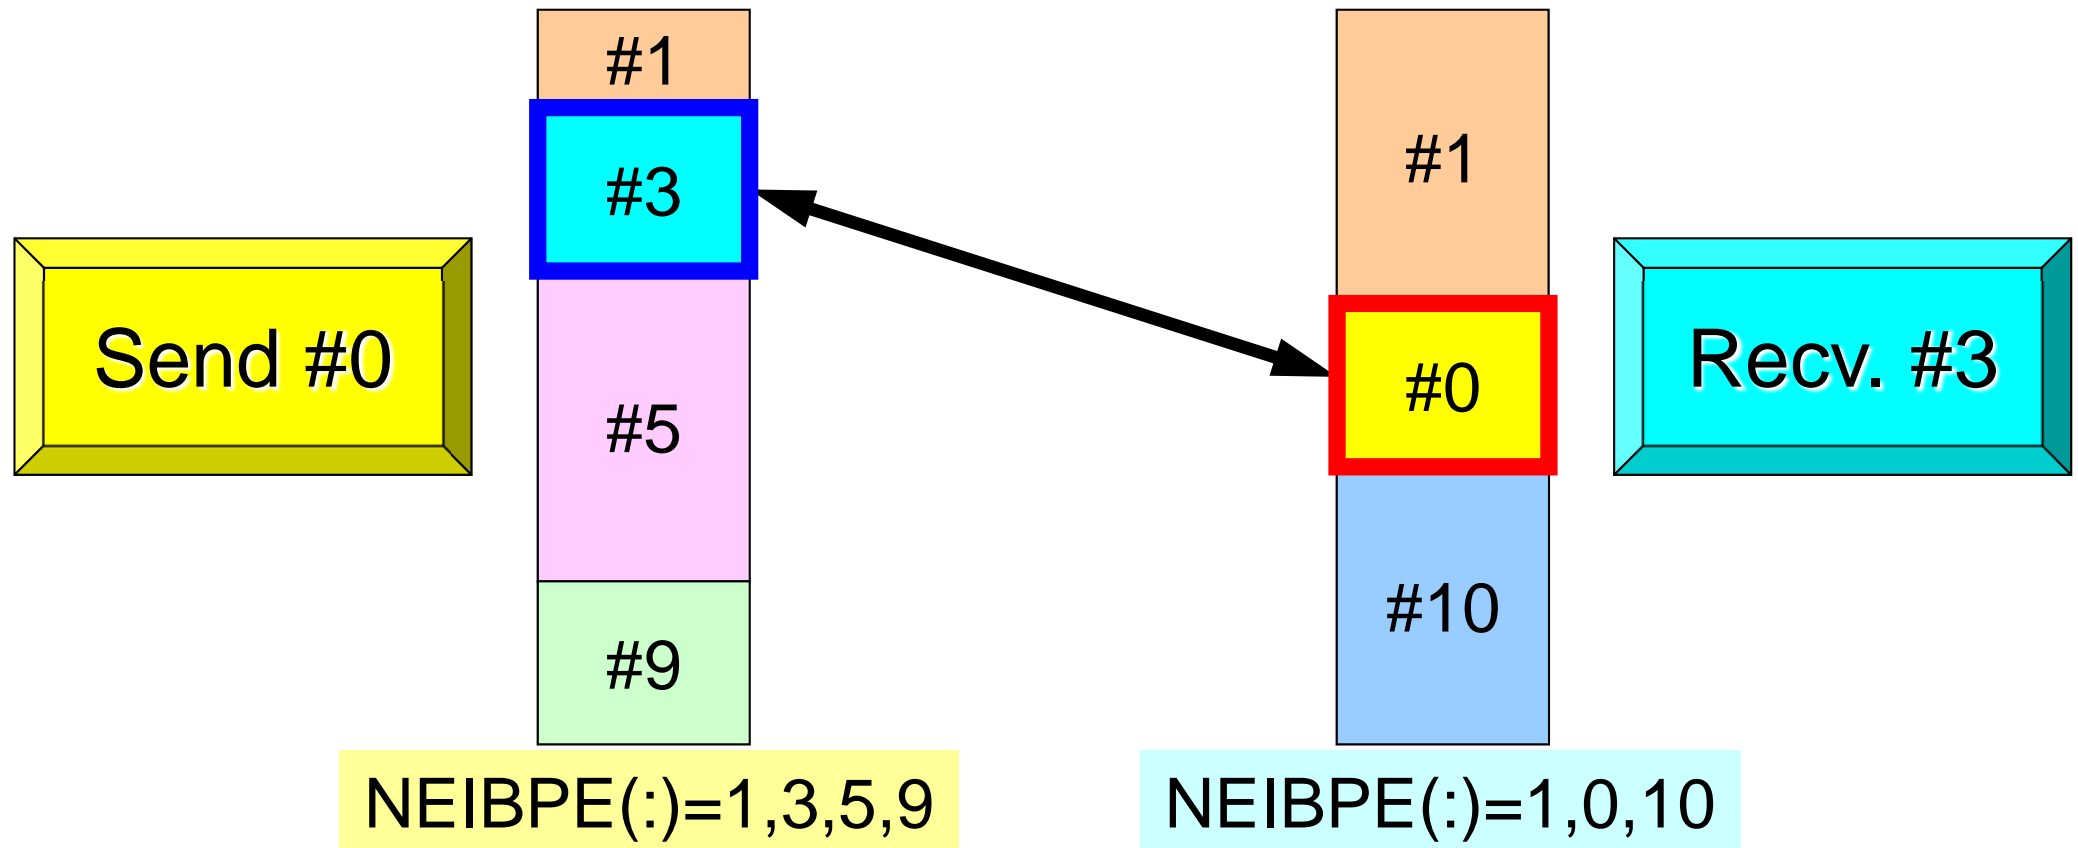 Send #0
#1
#3
#5
#9
NEIBPE(:)=1,3,5,9
#1
#0
#10
NEIBPE(:)=1,0,10
Recv. #3